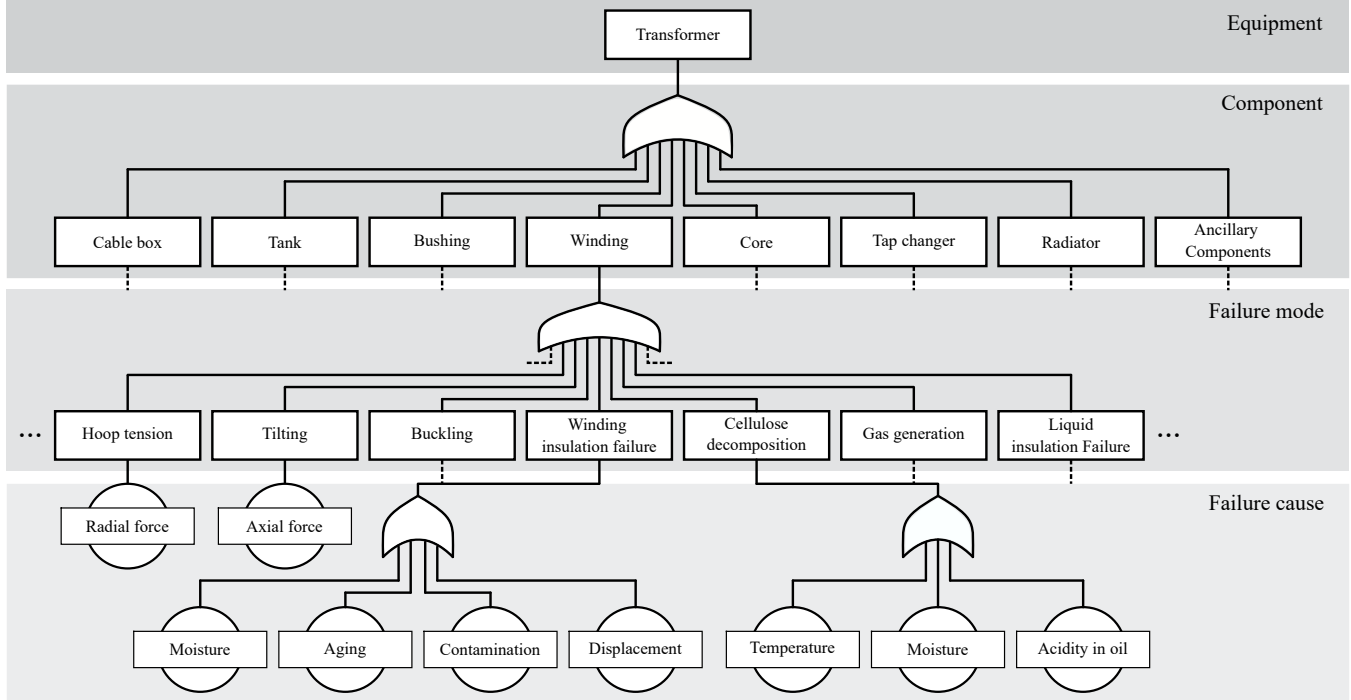 Equipment
Transformer
Component
Cable box
Tank
Bushing
Winding
Core
Tap changer
Radiator
Ancillary
Components
Failure mode
...
Hoop tension
Tilting
Buckling
Winding
insulation failure
Cellulose
decomposition
Gas generation
Liquid
insulation Failure
...
Failure cause
Radial force
Axial force
Moisture
Aging
Contamination
Displacement
Temperature
Moisture
Acidity in oil